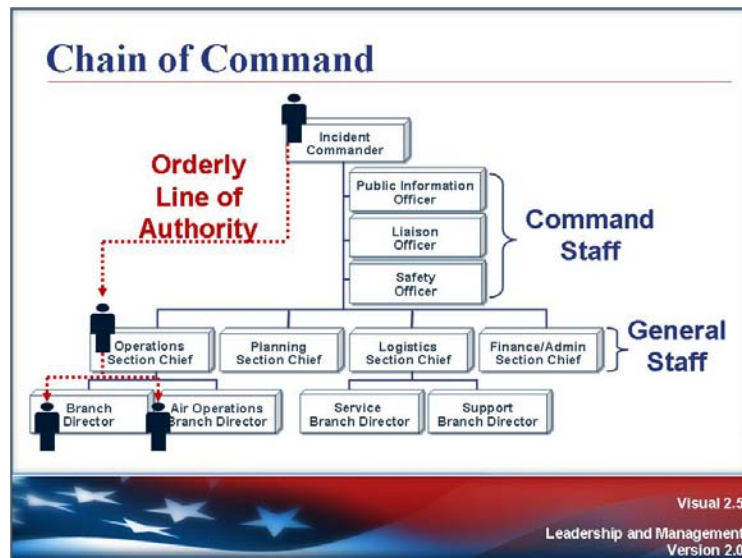 Chain of Command
Incident
Commander
Orderly
Line of
Authority
Public Information
Officer
Liaison
Officer
Safety
Officer
Command
Staff
Operations
Section Chief
Planning
Section Chief
Logistics
Section Chief
Finance/Admin
Section Chief
General
Staff
Branch
Director
Air Operations
Branch Director
Service
Branch Director
Support
Branch Director
Visual 2.5
Leadership and Management
Version 2.0